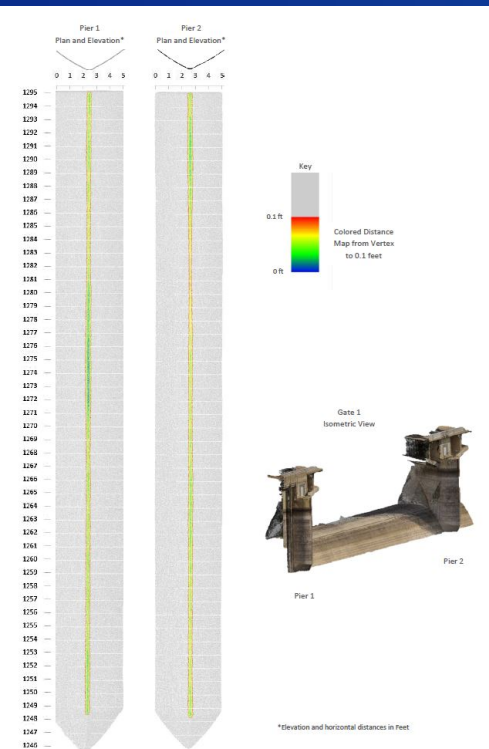 Pier 1
Plan and Elevation*
Pier 2
Plan and Elevation*
0 1 2 3 4 5
0 1 2 3 4 5
1295
1294
1293
1292
1291
1290
1289
1288
1287
1286
1285
1284
1283
1282
1281
1280
1279
1278
1277
1276
1275
1274
1273
1272
1271
1270
1269
1268
1267
1266
1265
1264
1263
1262
1261
1260
1259
1258
1257
1256
1255
1254
1253
1252
1251
1250
1249
1248
1247
1246
Key
0.1 ft
0 ft
Colored Distance
Map from Vertex
to 0.1 feet
Gate 1
Isometric View
Pier 2
Pier 1
*Elevation and horizontal distances in Feet